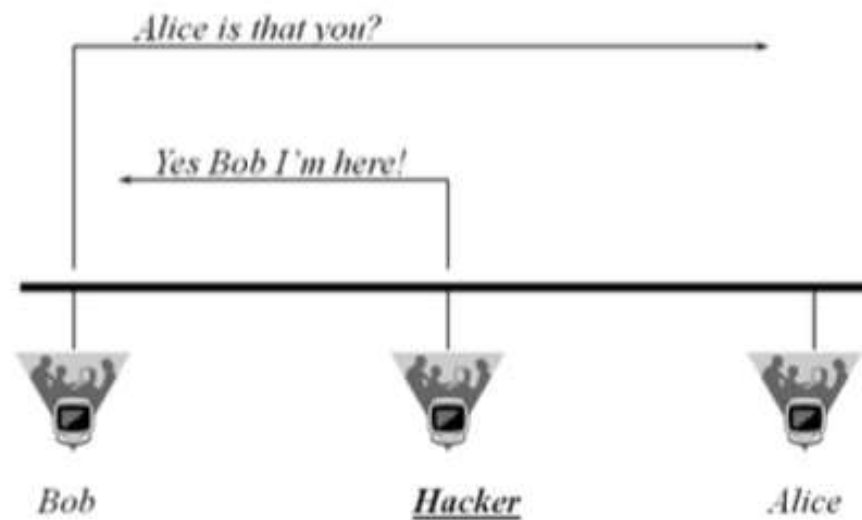 Alice is that you?
Yes Bob I`m here!
Bob
Hacker
Alice